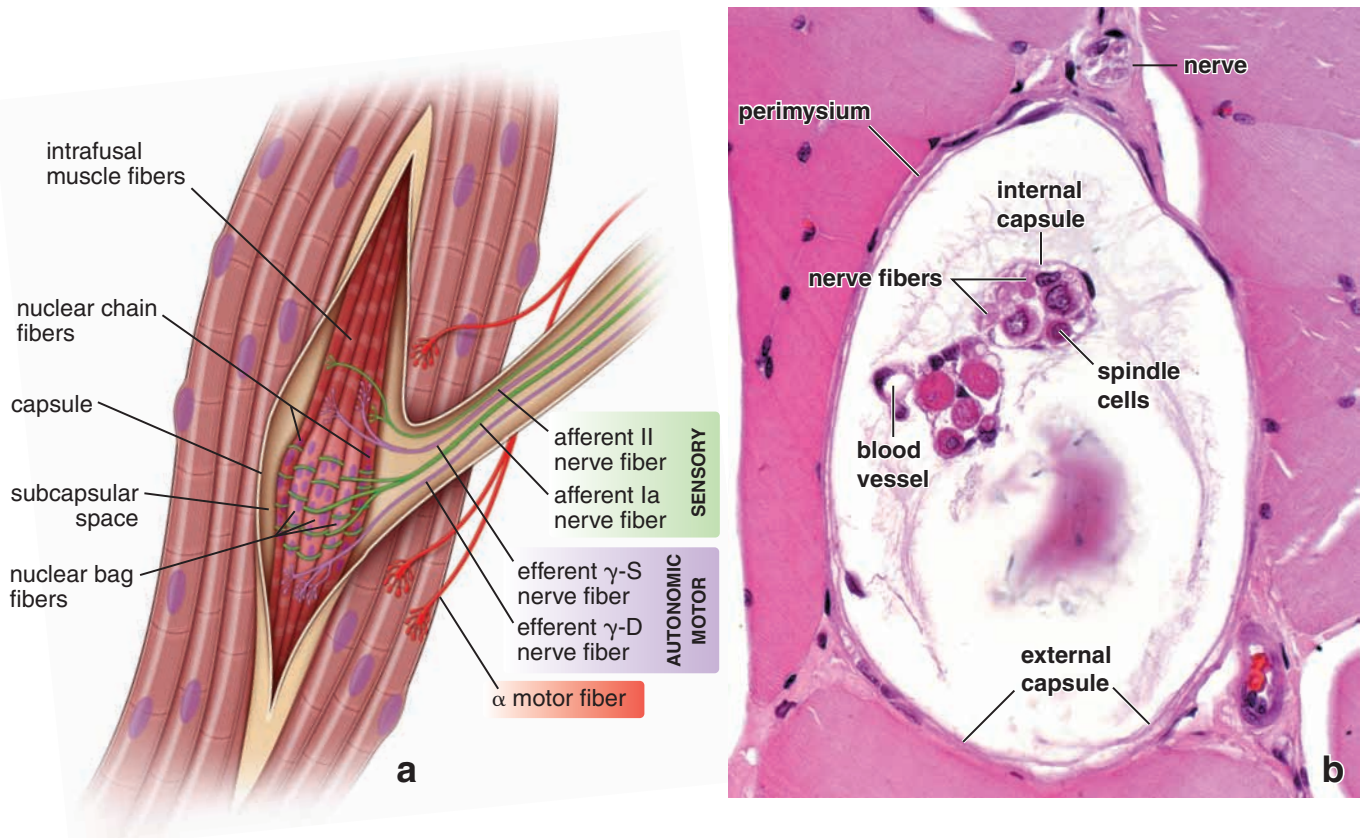 intrafusal
muscle fibers
nuclear chain
fibers
capsule
subcapsular
space
nuclear bag
fibers
afferent II
nerve fiber
afferent Ia
nerve fiber
SENSORY
efferent γ-S
nerve fiber
efferent γ-D
nerve fiber
AUTONOMIC
MOTOR
α motor fiber
a
nerve
perimysium
internal
capsule
nerve fibers
spindle
cells
blood
vessel
external
capsule
b